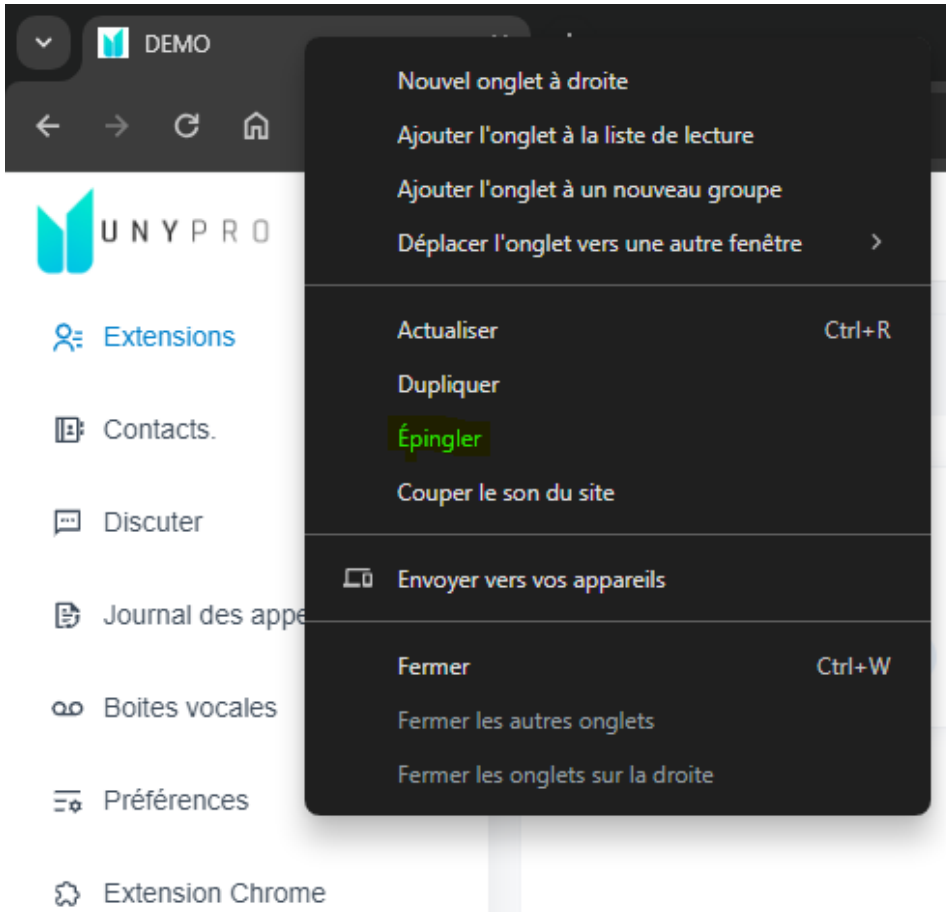 DEMO
Nouvel onglet à droite
Ajouter l'onglet à la liste de lecture
Ajouter l'onglet à un nouveau groupe
Déplacer l'onglet vers une autre fenêtre
Actualiser Ctrl+R
Dupliquer
Épingler
Couper le son du site
Envoyer vers vos appareils
Fermer Ctrl+W
Fermer les autres onglets
Fermer les onglets sur la droite
UNYPRO
Extensions
Contacts.
Discuter
Journal des appe
Boites vocales
Préférences
Extension Chrome